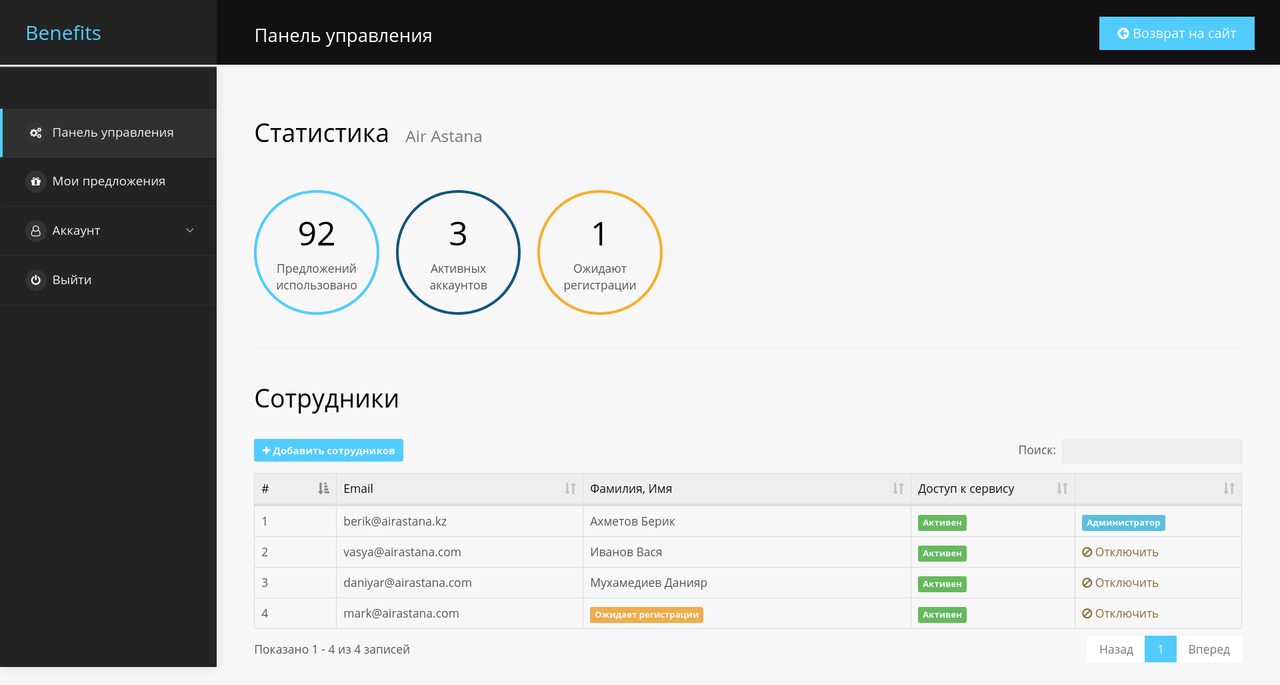 Benefits
Панель управления
Возврат на сайт
Панель управления
Мои предложения
Аккаунт
Выйти
Статистика Air Astana
92
Предложений
использовано
3
Активных
аккаунтов
1
Ожидают
регистрации
Сотрудники
+ Добавить сотрудников
Поиск:
# Email Фамилия, Имя Доступ к сервису
1 berik@airastana.kz Ахметов Берик Активен Администратор
2 vasya@airastana.com Иванов Вася Активен Отключить
3 daniyar@airastana.com Мухамедиев Данияр Активен Отключить
4 mark@airastana.com Ожидает регистрации Активен Отключить
Показано 1 - 4 из 4 записей
Назад 1 Вперед